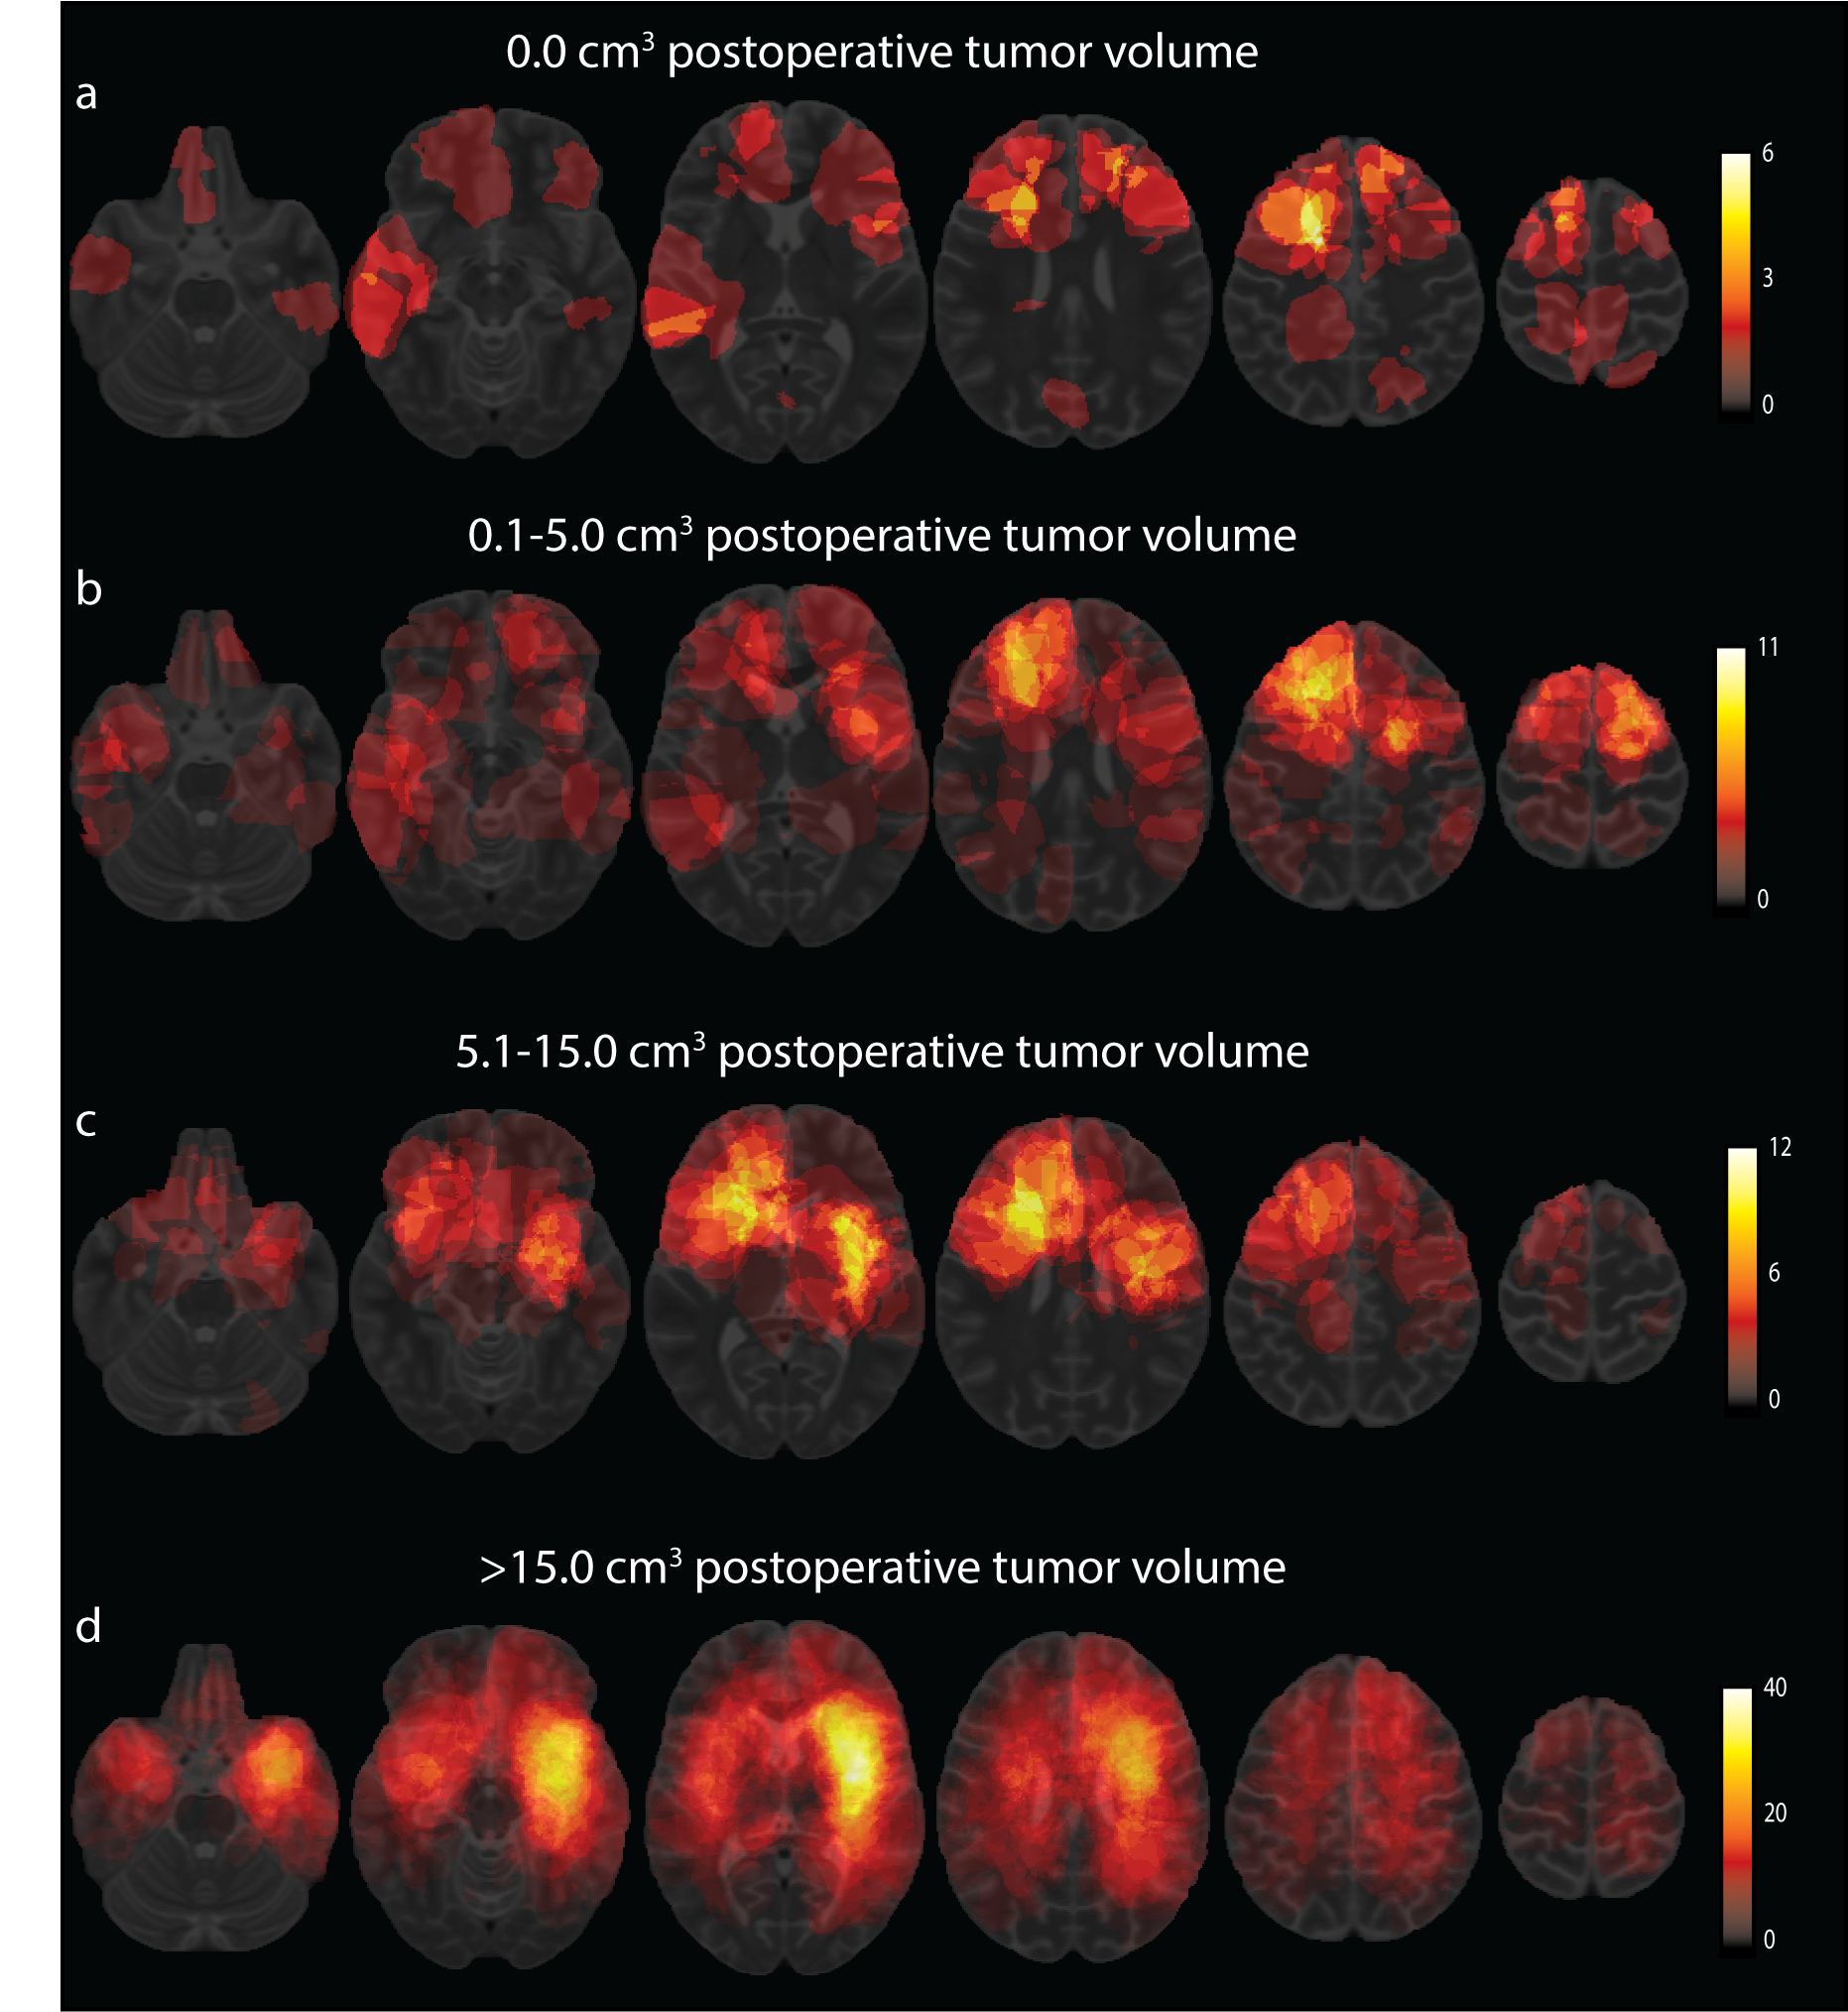 0.0 cm³ postoperative tumor volume
a
6
3
0
0.1-5.0 cm³ postoperative tumor volume
b
11
0
5.1-15.0 cm³ postoperative tumor volume
c
12
6
0
>15.0 cm³ postoperative tumor volume
d
40
20
0